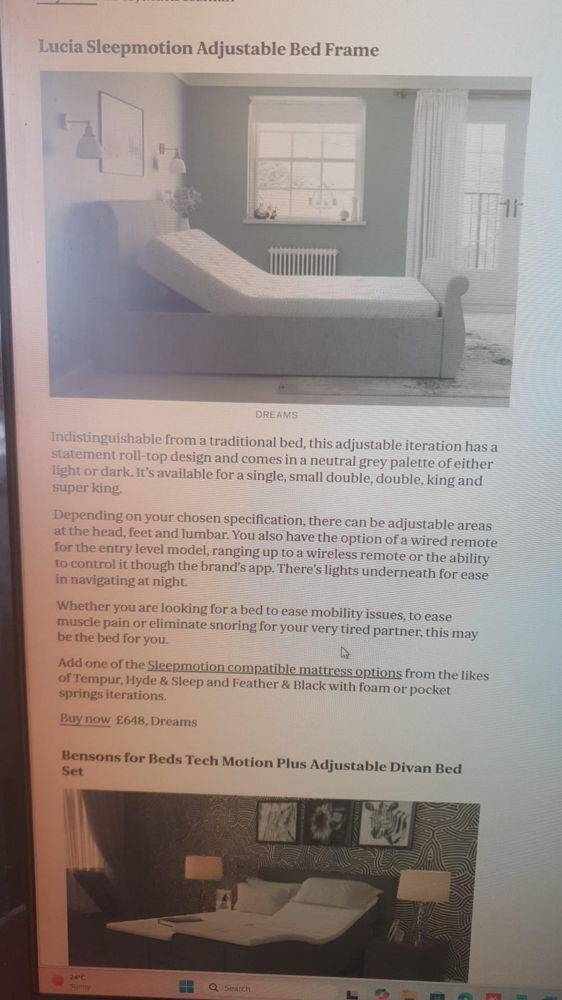 Lucia Sleepmotion Adjustable Bed Frame
DREAMS
Indistinguishable from a traditional bed, this adjustable iteration has a
statement roll-top design and comes in a neutral grey palette of either
light or dark. It's available for a single, small double, double, king and
super king.
Depending on your chosen specification, there can be adjustable areas
at the head, feet and lumbar. You also have the option of a wired remote
for the entry level model, ranging up to a wireless remote or the ability
to control it though the brand's app. There's lights underneath for ease
in navigating at night.
Whether you are looking for a bed to ease mobility issues, to ease
muscle pain or eliminate snoring for your very tired partner, this may
be the bed for you.
Add one of the Sleepmotion compatible mattress options from the likes
of Tempur, Hyde & Sleep and Feather & Black with foam or pocket
springs iterations.
Buy now £648, Dreams
Bensons for Beds Tech Motion Plus Adjustable Divan Bed
Set
24°C
Sunny
Search